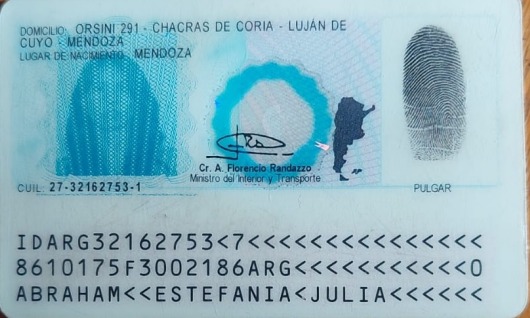 DOMICILIO: ORSINI 291 - CHACRAS DE CORIA - LUJÁN DE
CUYO - MENDOZA
LUGAR DE NACIMIENTO: MENDOZA
Cr. A. Florencio Randazzo
Ministro del Interior y Transporte
CUIL: 27-32162753-1
PULGAR
IDARG32162753<7<<<<<<<<<<<<<<<
8610175F3002186ARG<<<<<<<<<<<0
ABRAHAM<<ESTEFANIA<JULIA<<<<<<